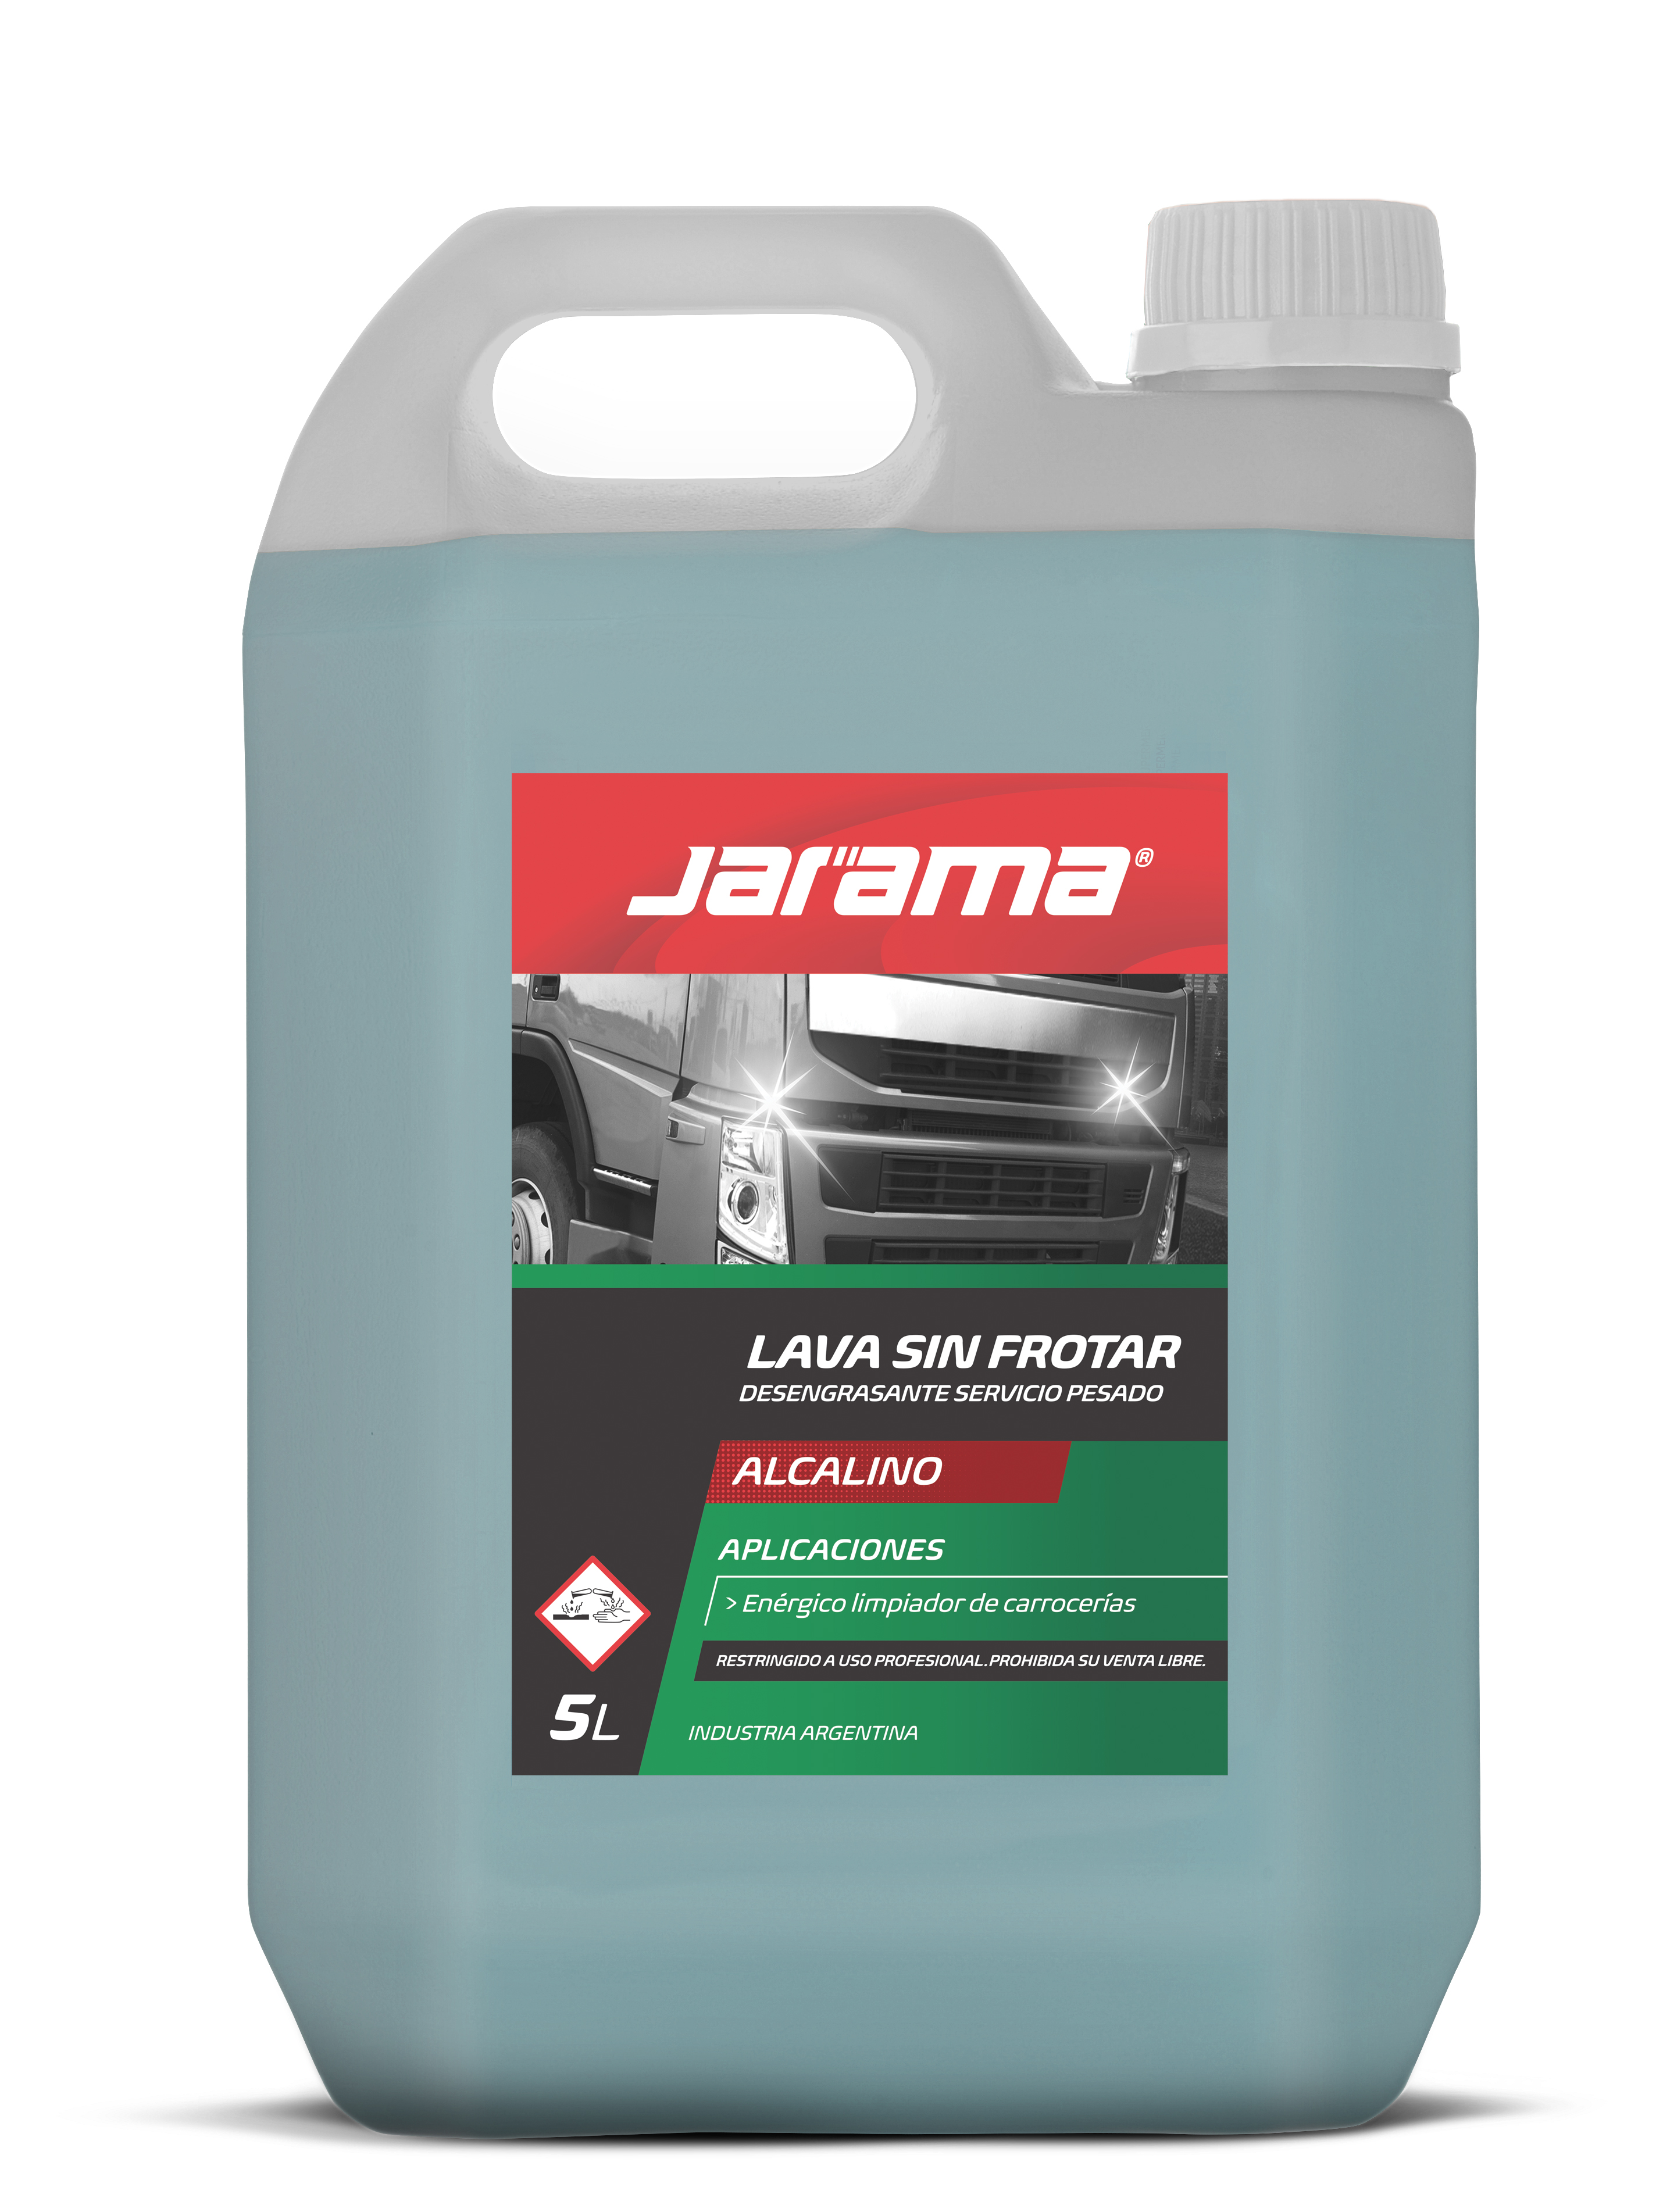 Jarama®
LAVA SIN FROTAR
DESENGRASANTE SERVICIO PESADO
ALCALINO
APLICACIONES
> Enérgico limpiador de carrocerías
RESTRINGIDO A USO PROFESIONAL.PROHIBIDA SU VENTA LIBRE.
5L
INDUSTRIA ARGENTINA